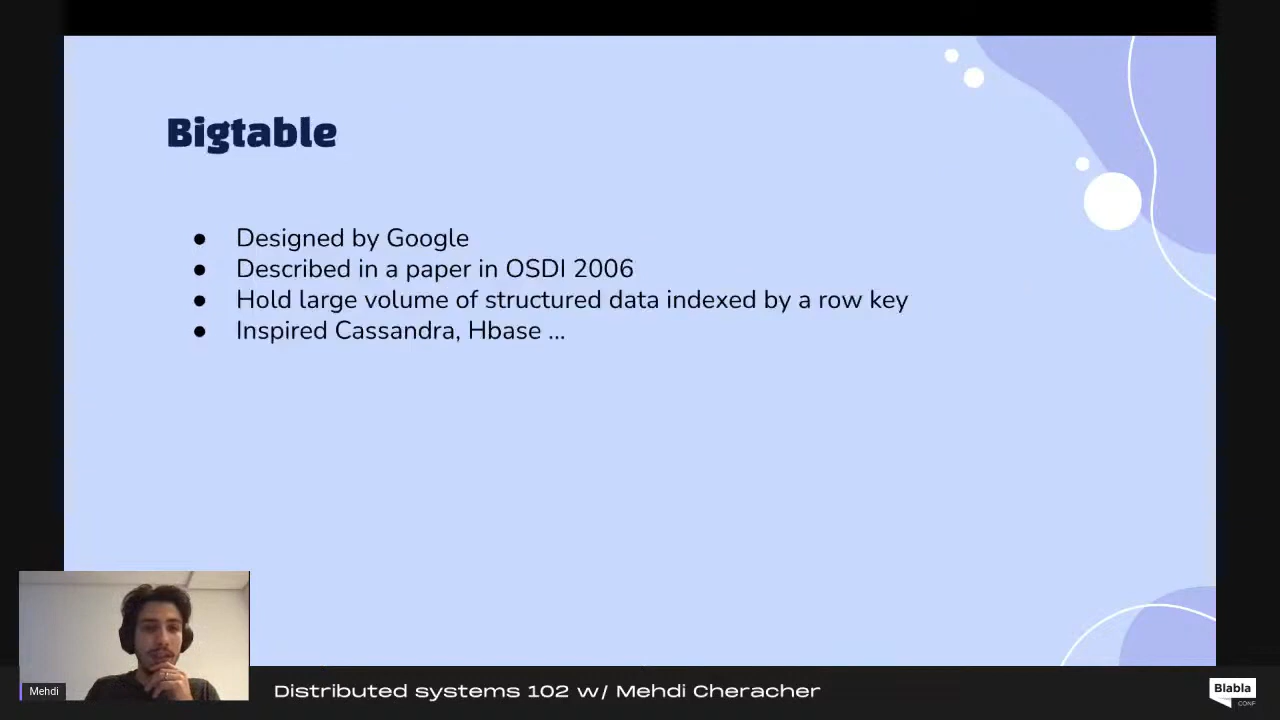 Bigtable
● Designed by Google
● Described in a paper in OSDI 2006
● Hold large volume of structured data indexed by a row key
● Inspired Cassandra, Hbase ...
Mehdi
Distributed systems 102 w/ Mehdi Cheracher
Blabla
CONF